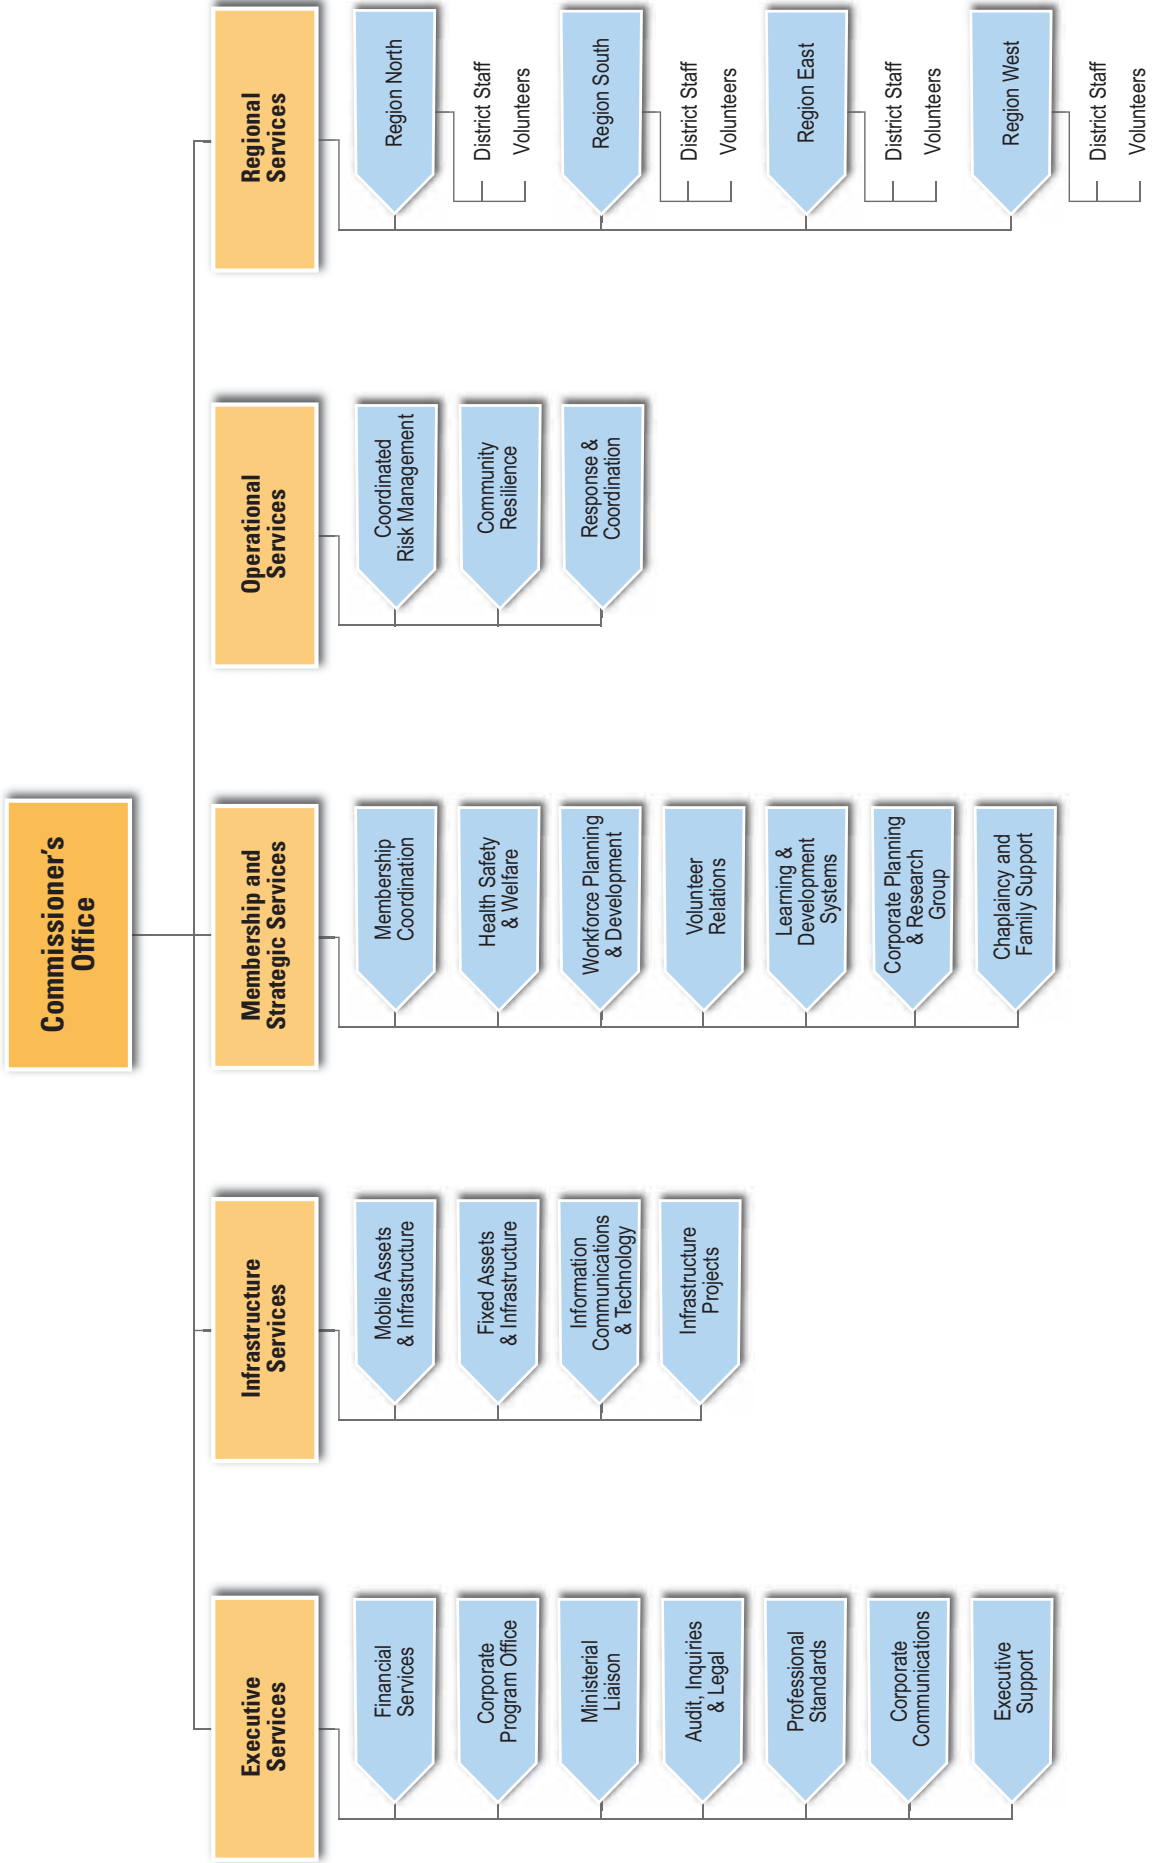 Commissioner's
Office
Executive
Services
Financial
Services
Corporate
Program Office
Ministerial
Liaison
Audit, Inquiries
& Legal
Professional
Standards
Corporate
Communications
Executive
Support
Infrastructure
Services
Mobile Assets
& Infrastructure
Fixed Assets
& Infrastructure
Information
Communications
& Technology
Infrastructure
Projects
Membership and
Strategic Services
Membership
Coordination
Health Safety
& Welfare
Workforce Planning
& Development
Volunteer
Relations
Learning &
Development
Systems
Corporate Planning
& Research
Group
Chaplaincy and
Family Support
Operational
Services
Coordinated
Risk Management
Community
Resilience
Response &
Coordination
Regional
Services
Region North
District Staff
Volunteers
Region South
District Staff
Volunteers
Region East
District Staff
Volunteers
Region West
District Staff
Volunteers